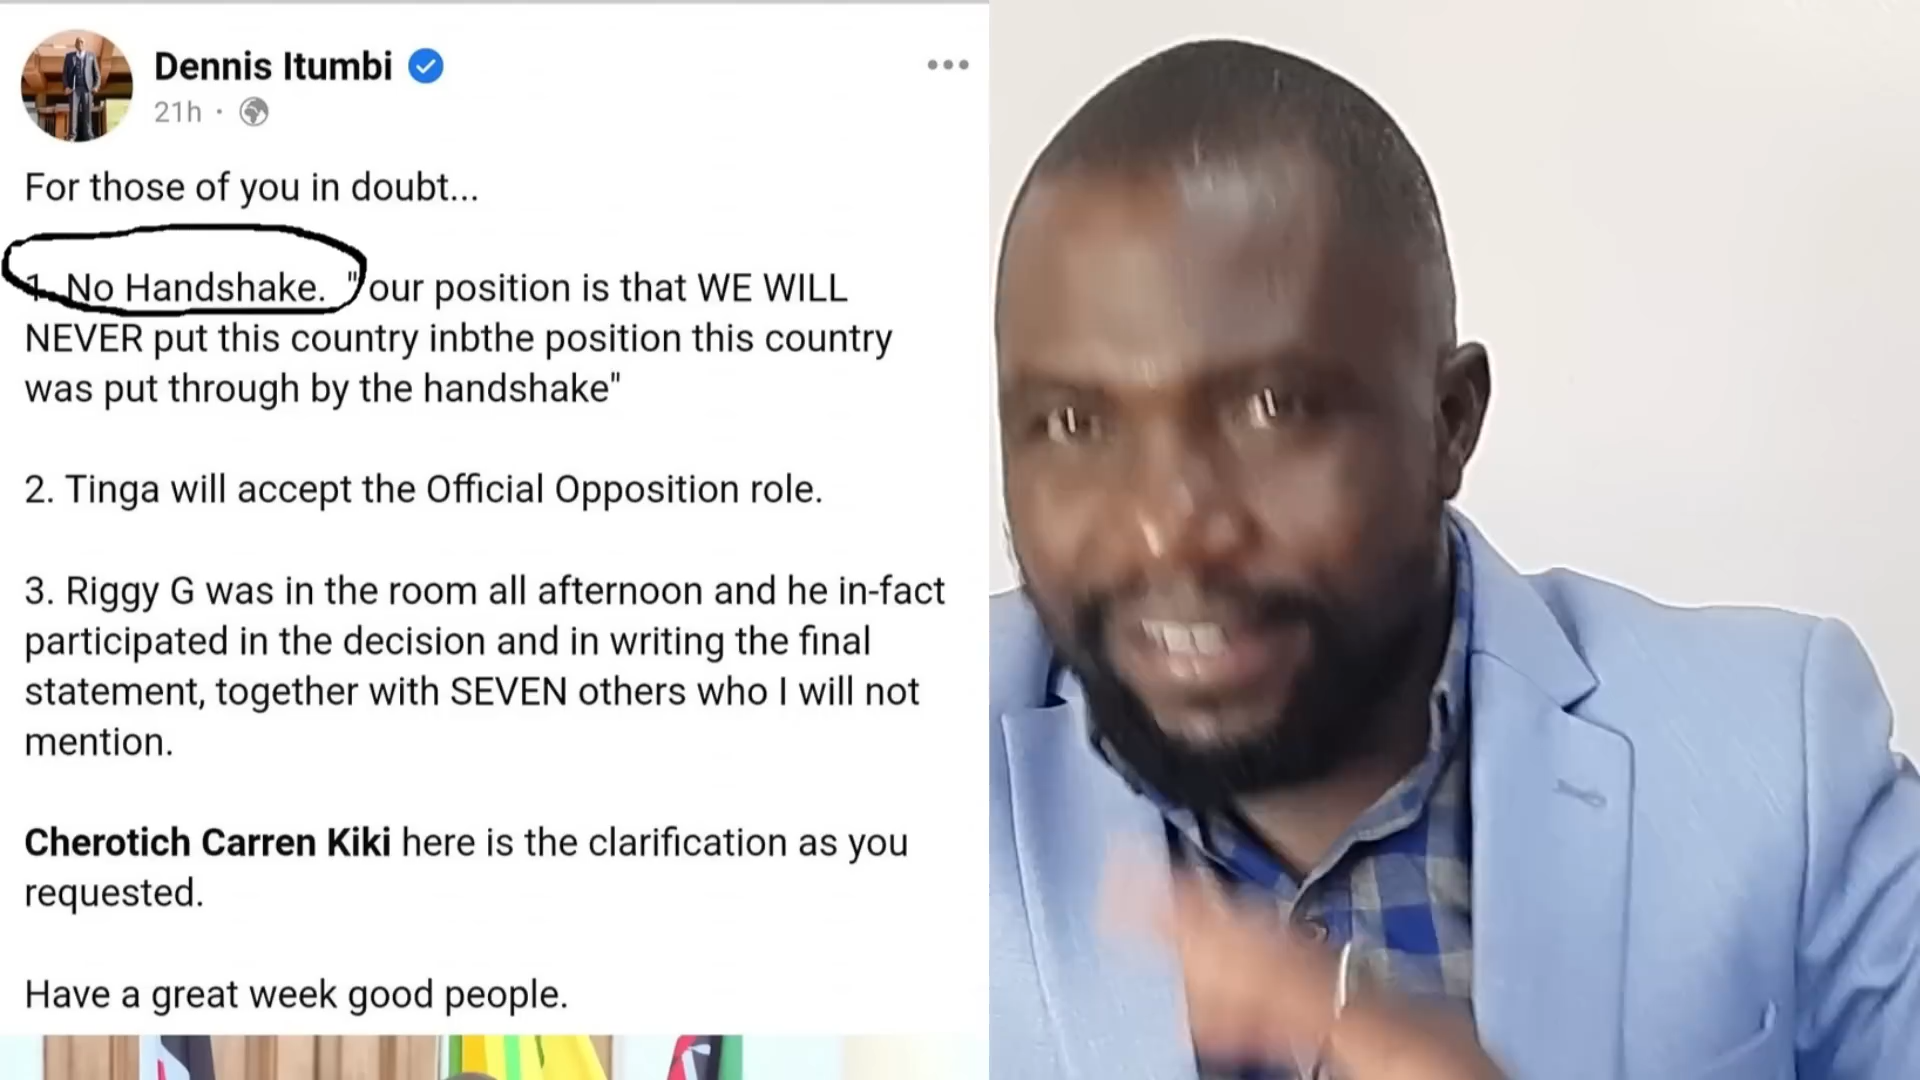 Dennis Itumbi
21h ·
For those of you in doubt...
1. No Handshake. " our position is that WE WILL
NEVER put this country inbthe position this country
was put through by the handshake"
2. Tinga will accept the Official Opposition role.
3. Riggy G was in the room all afternoon and he in-fact
participated in the decision and in writing the final
statement, together with SEVEN others who I will not
mention.
Cherotich Carren Kiki here is the clarification as you
requested.
Have a great week good people.